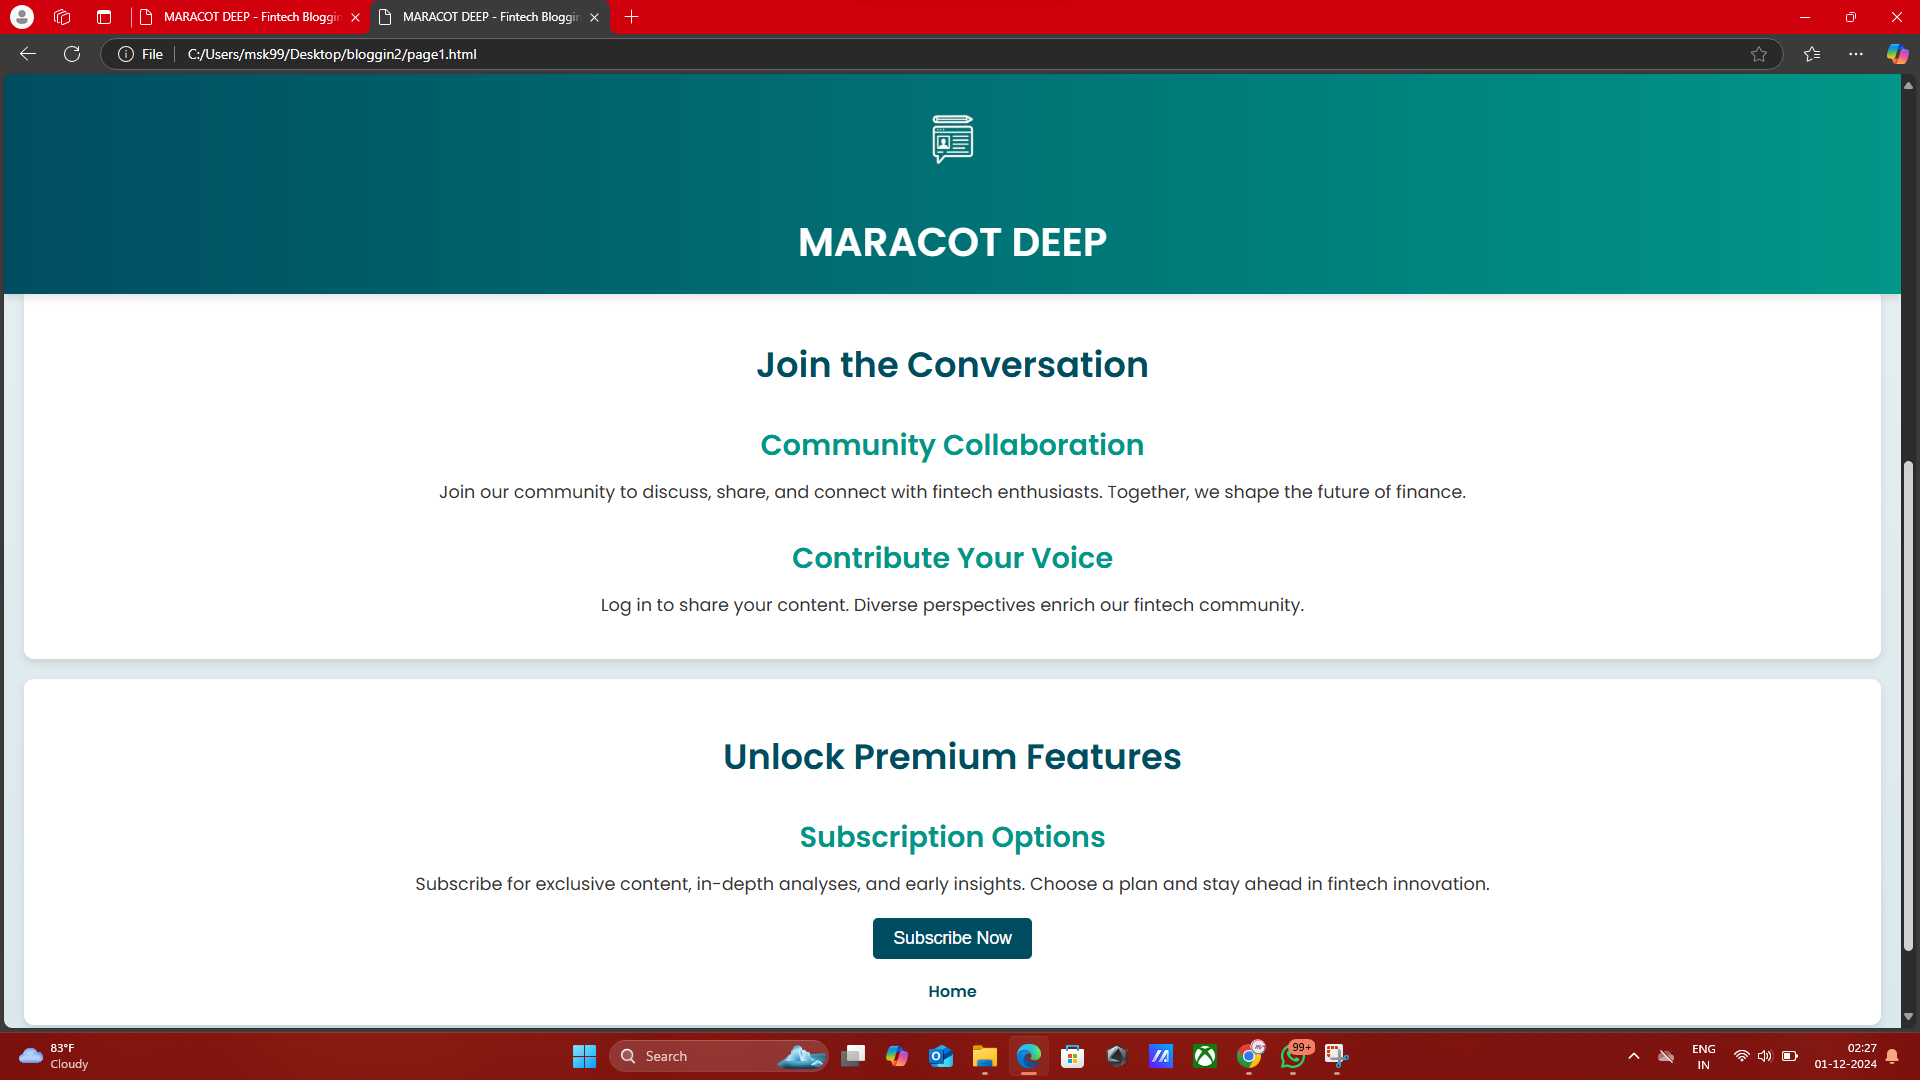 MARACOT DEEP - Fintech Bloggin
MARACOT DEEP - Fintech Bloggin
File
C:/Users/msk99/Desktop/bloggin2/page1.html
MARACOT DEEP
Join the Conversation
Community Collaboration
Join our community to discuss, share, and connect with fintech enthusiasts. Together, we shape the future of finance.
Contribute Your Voice
Log in to share your content. Diverse perspectives enrich our fintech community.
Unlock Premium Features
Subscription Options
Subscribe for exclusive content, in-depth analyses, and early insights. Choose a plan and stay ahead in fintech innovation.
Subscribe Now
Home
83°F
Cloudy
Search
99+
ENG
IN
02:27
01-12-2024